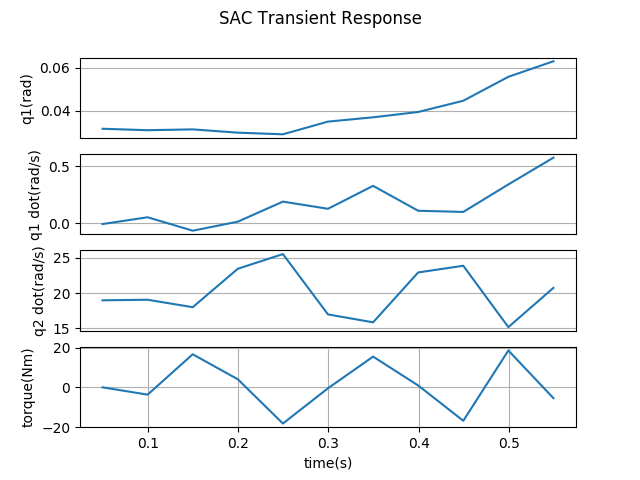 SAC Transient Response
0.06
0.04
q1(rad)
0.5
0.0
q1 dot(rad/s)
25
20
15
q2 dot(rad/s)
20
0
−20
torque(Nm)
0.1 0.2 0.3 0.4 0.5
time(s)